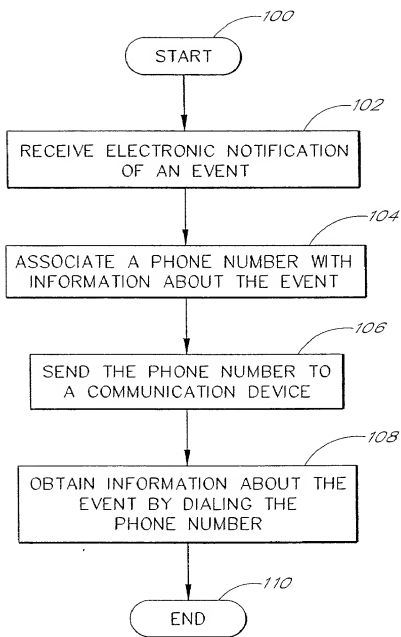 100
START
102
RECEIVE ELECTRONIC NOTIFICATION
OF AN EVENT
104
ASSOCIATE A PHONE NUMBER WITH
INFORMATION ABOUT THE EVENT
106
SEND THE PHONE NUMBER TO
A COMMUNICATION DEVICE
108
OBTAIN INFORMATION ABOUT THE
EVENT BY DIALING THE
PHONE NUMBER
110
END